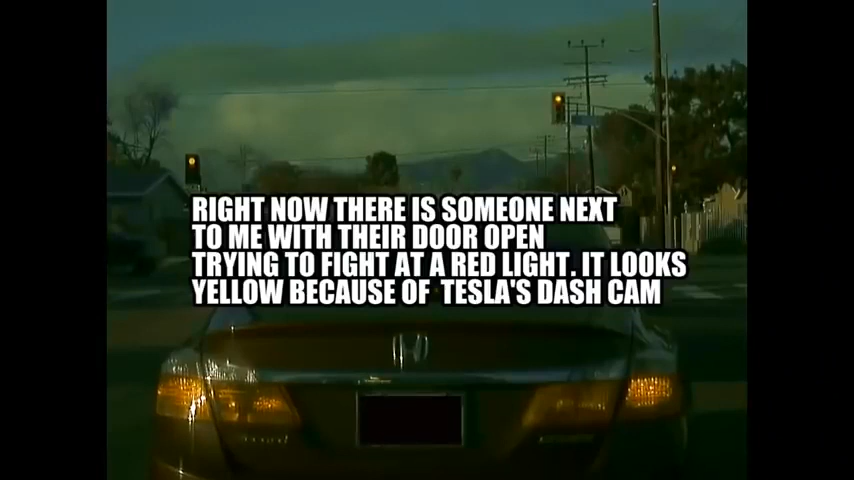 RIGHT NOW THERE IS SOMEONE NEXT
TO ME WITH THEIR DOOR OPEN
TRYING TO FIGHT AT A RED LIGHT. IT LOOKS
YELLOW BECAUSE OF TESLA'S DASH CAM